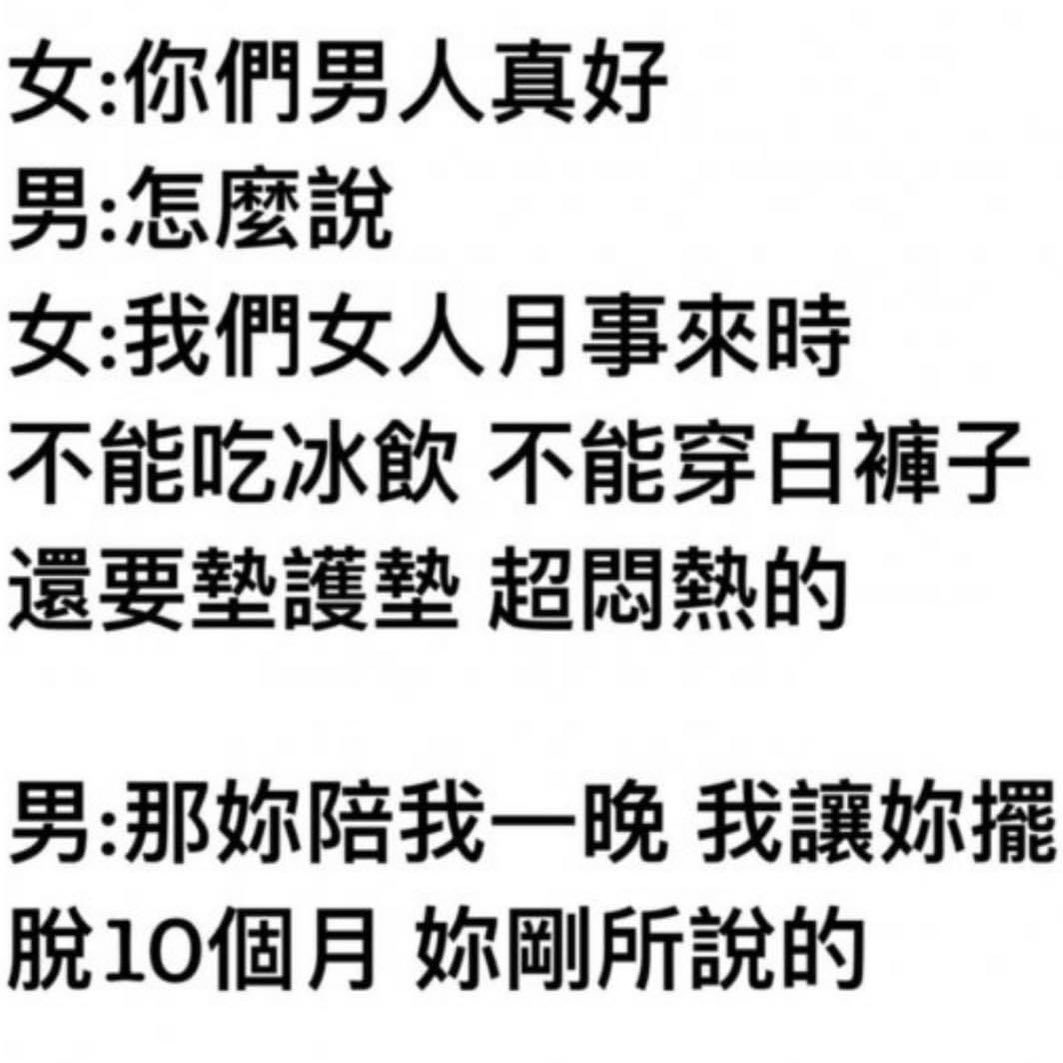 女:你們男人真好
男:怎麼說
女:我們女人月事來時
不能吃冰飲 不能穿白褲子
還要墊護墊 超悶熱的
男:那妳陪我一晚 我讓妳擺
脫10個月 妳剛所說的